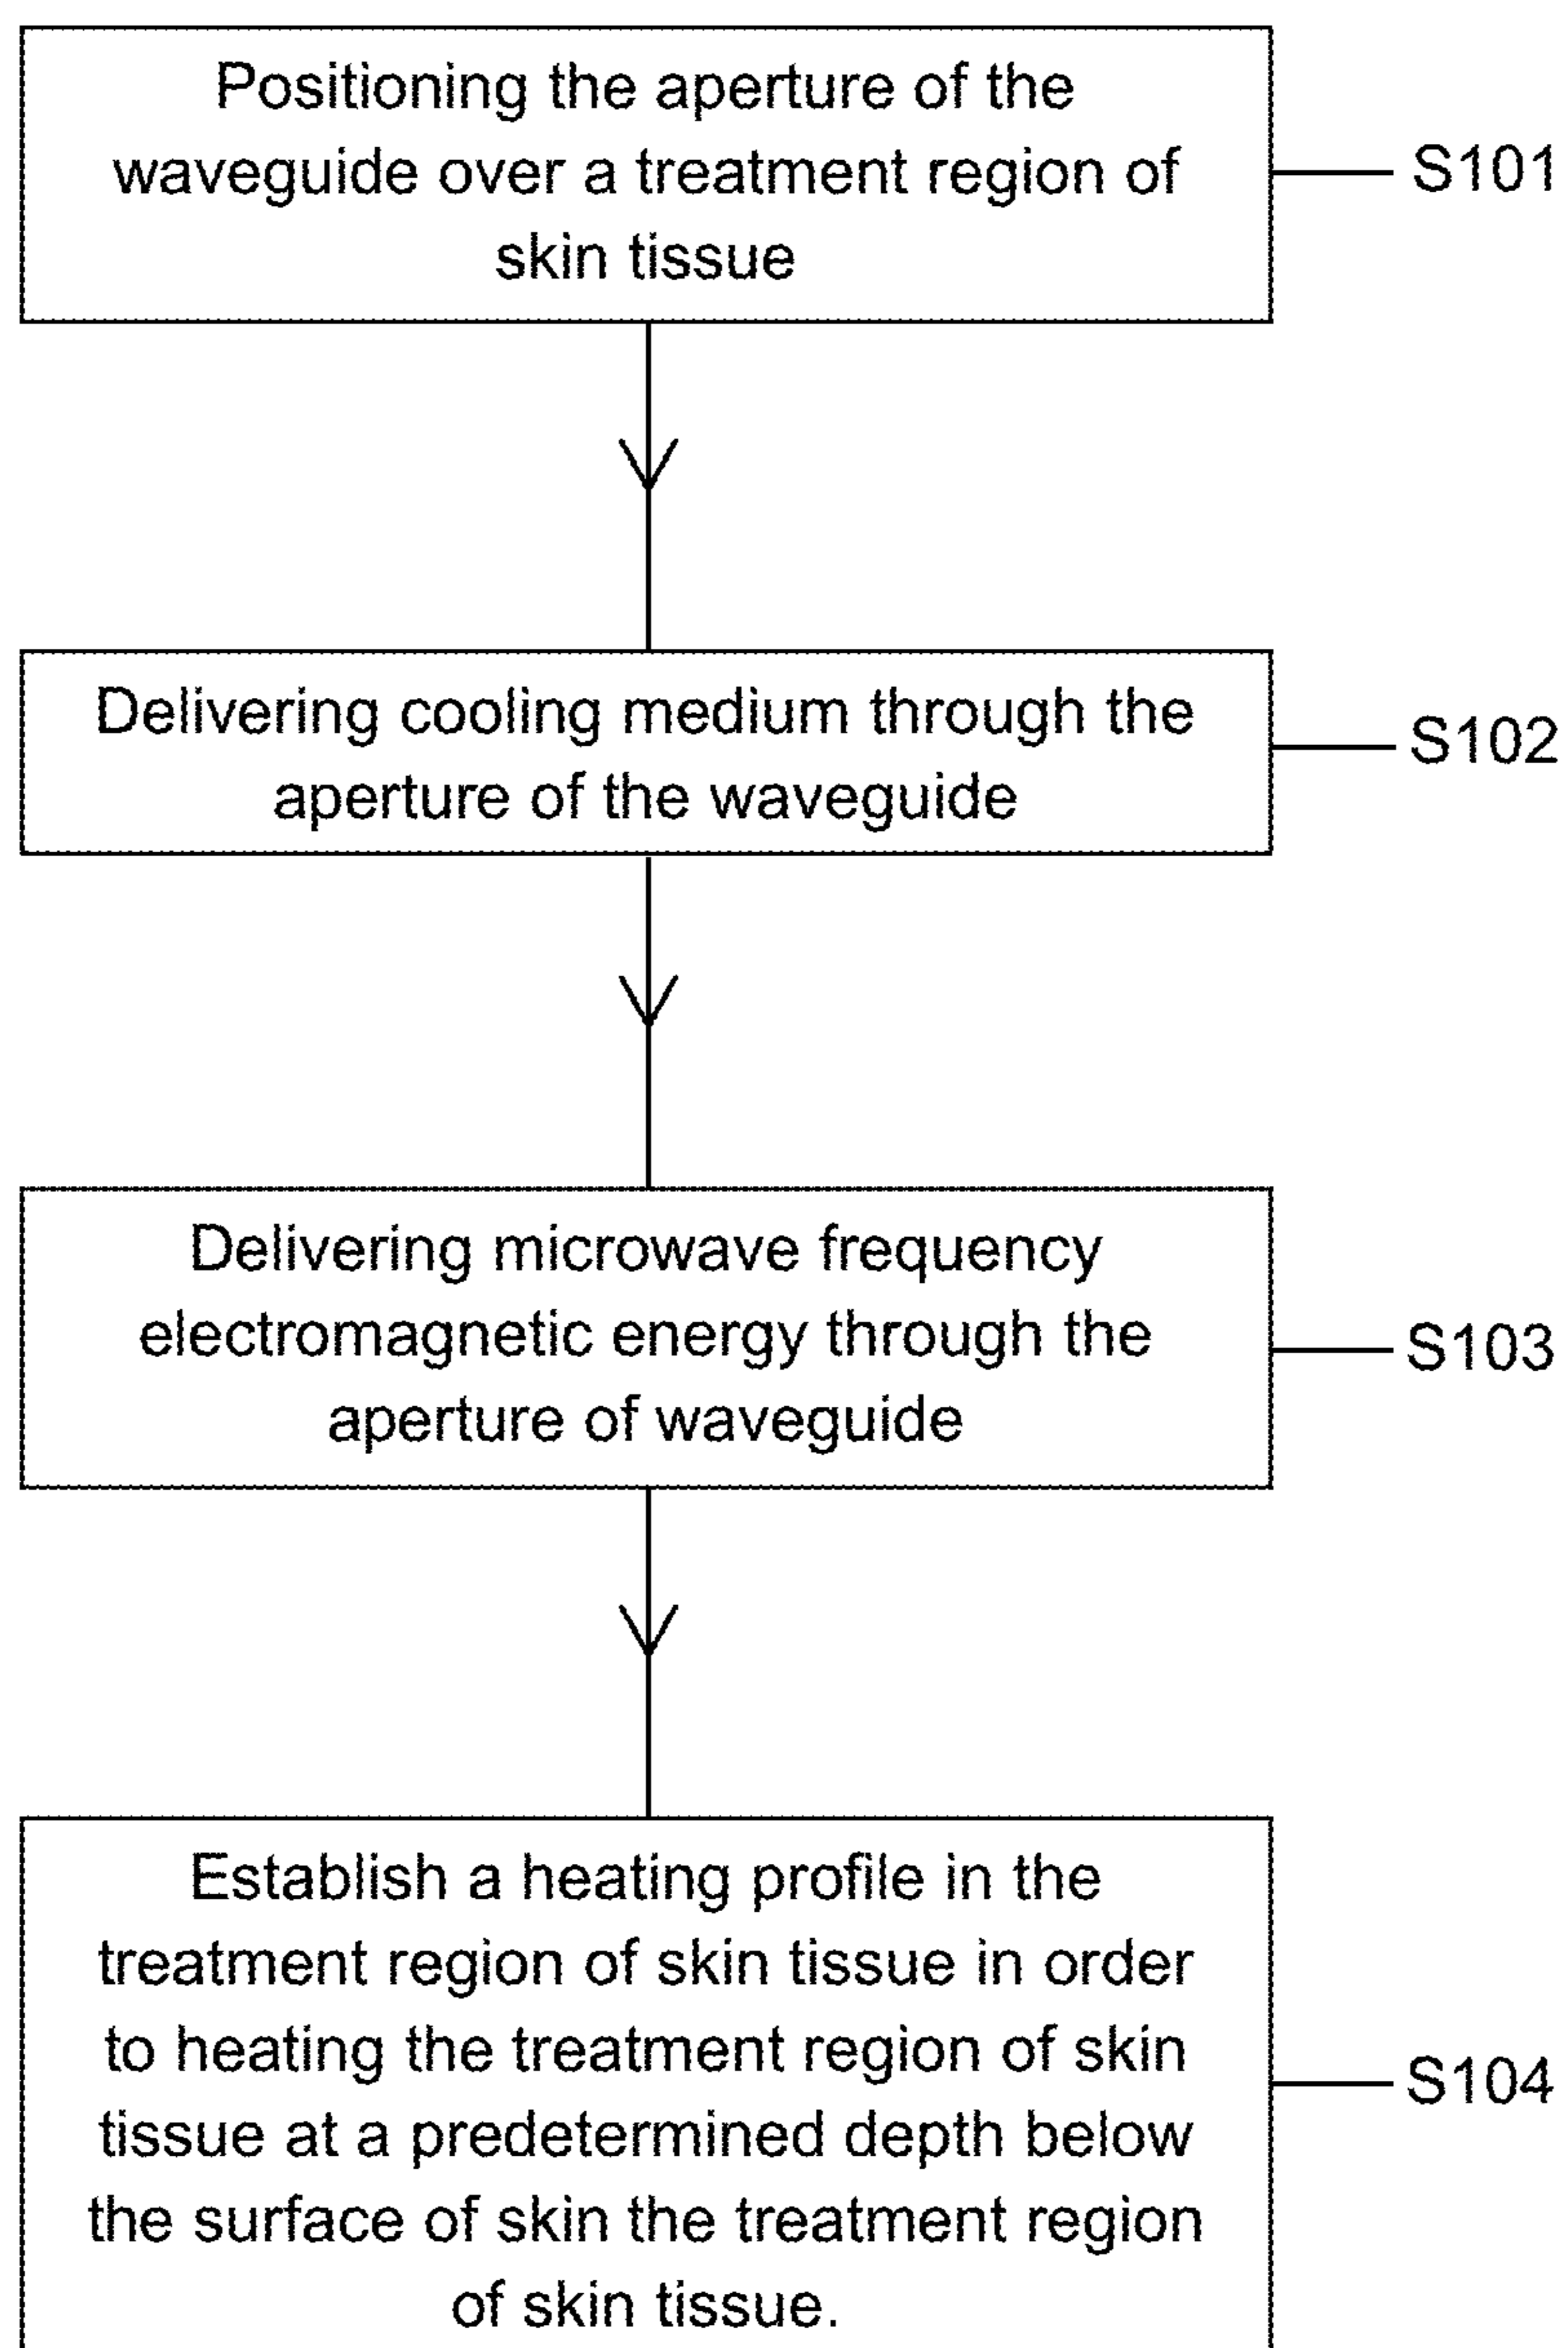 Positioning the aperture of the
waveguide over a treatment region of
skin tissue
S101
Delivering cooling medium through the
aperture of the waveguide
S102
Delivering microwave frequency
electromagnetic energy through the
aperture of waveguide
S103
Establish a heating profile in the
treatment region of skin tissue in order
to heating the treatment region of skin
tissue at a predetermined depth below
the surface of skin the treatment region
of skin tissue.
S104